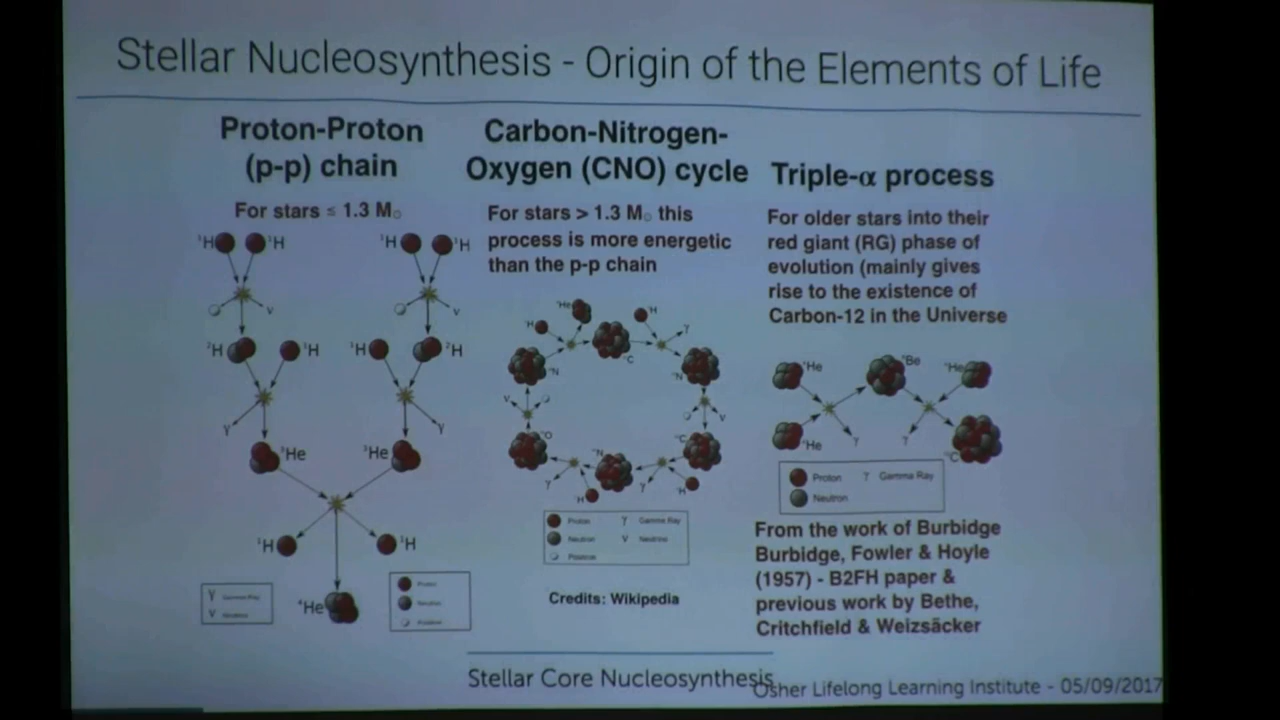 Stellar Nucleosynthesis - Origin of the Elements of Life
Proton-Proton
(p-p) chain
For stars ≤ 1.3 M☉
¹H
¹H
¹H
¹H
ν
ν
²H
¹H
¹H
²H
γ
γ
³He
³He
¹H
¹H
⁴He
γ Gamma Ray
ν Neutrino
Proton
Neutron
Positron
Carbon-Nitrogen-
Oxygen (CNO) cycle
For stars > 1.3 M☉ this
process is more energetic
than the p-p chain
He
H
H
γ
C
N
N
ν
ν
O
C
N
γ
γ
H
H
Proton γ Gamma Ray
Neutron ν Neutrino
Positron
Credits: Wikipedia
Triple-α process
For older stars into their
red giant (RG) phase of
evolution (mainly gives
rise to the existence of
Carbon-12 in the Universe
⁴He
Be
⁴He
⁴He
γ
γ
C
Proton γ Gamma Ray
Neutron
From the work of Burbidge
Burbidge, Fowler & Hoyle
(1957) - B2FH paper &
previous work by Bethe,
Critchfield & Weizsäcker
Stellar Core Nucleosynthesis
Osher Lifelong Learning Institute - 05/09/2017